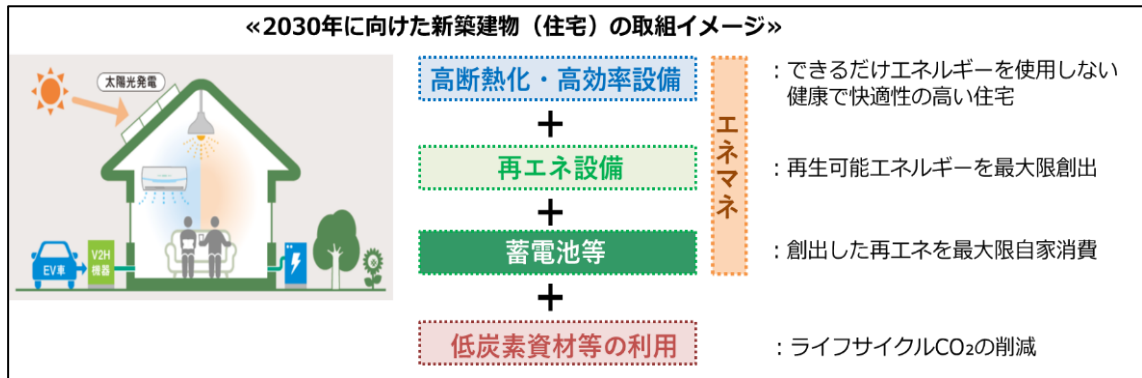 ≪2030年に向けた新築建物（住宅）の取組イメージ≫
太陽光発電
EV車
V2H
機器
高断熱化・高効率設備
+
再エネ設備
+
蓄電池等
+
低炭素資材等の利用
エネマネ
：できるだけエネルギーを使用しない
健康で快適性の高い住宅
：再生可能エネルギーを最大限創出
：創出した再エネを最大限自家消費
：ライフサイクルCO₂の削減